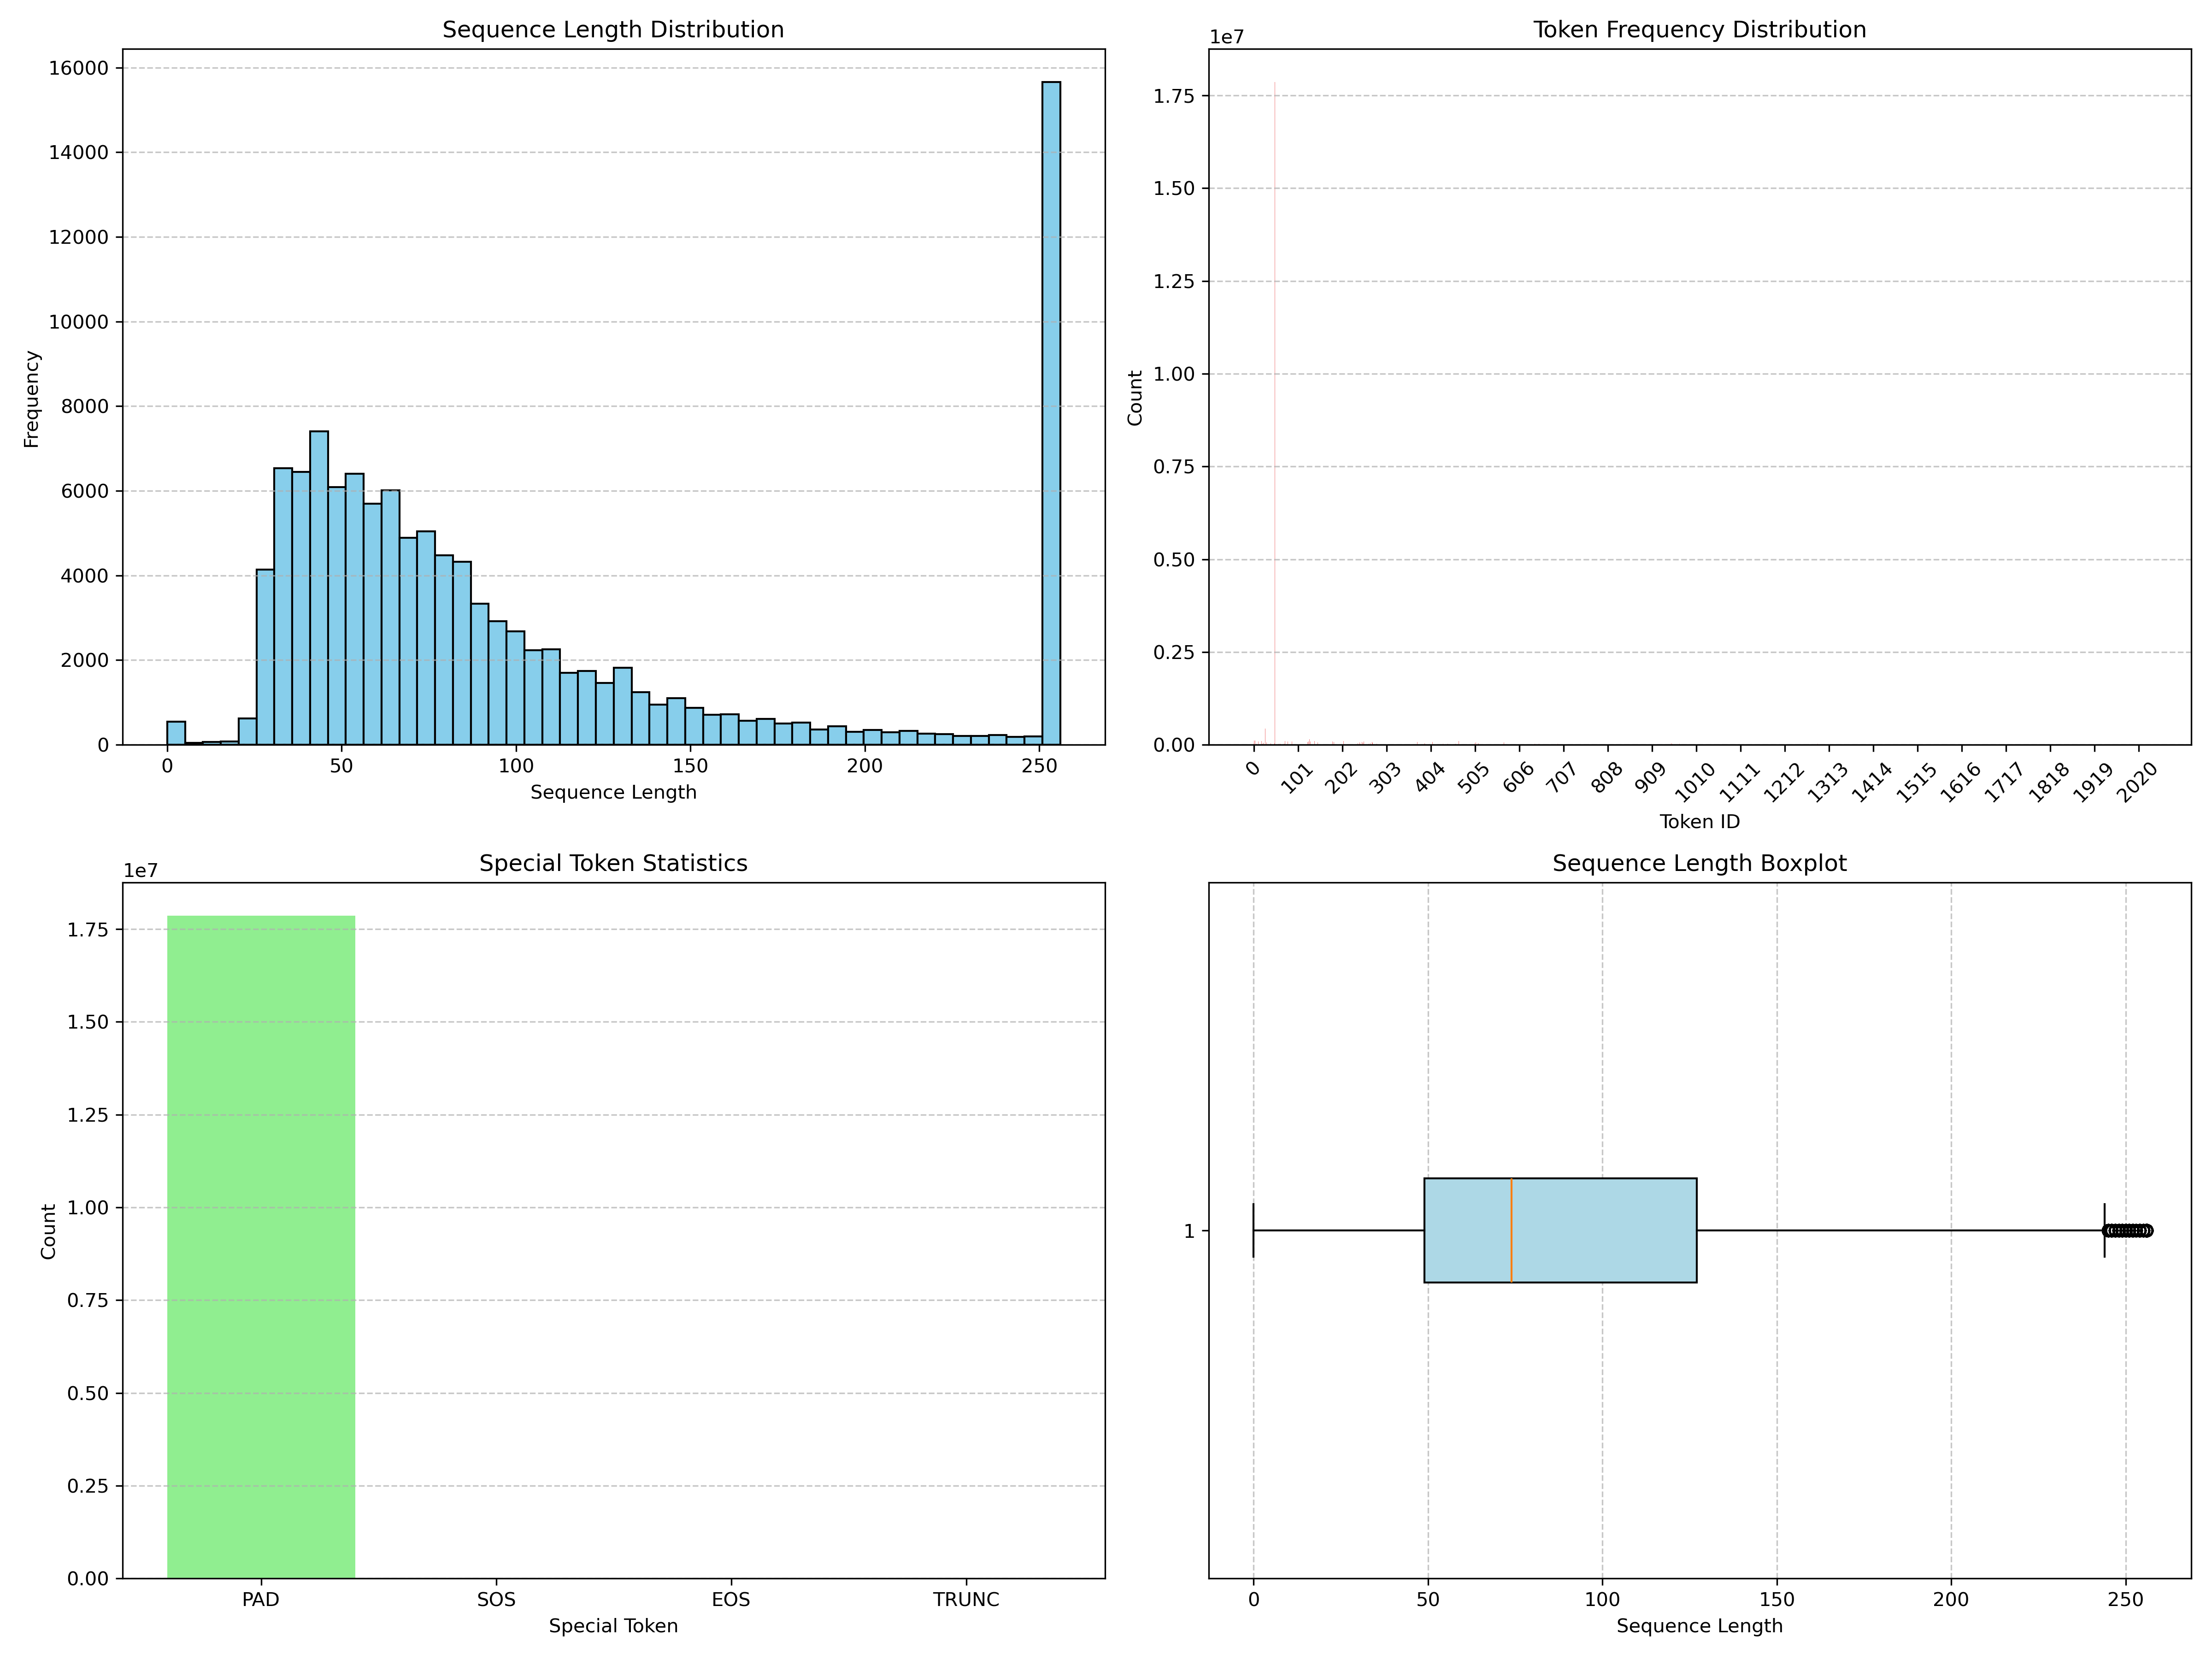 Sequence Length Distribution
16000
14000
12000
10000
8000
6000
4000
2000
0
Frequency
0 50 100 150 200 250
Sequence Length
Token Frequency Distribution
1e7
1.75
1.50
1.25
1.00
0.75
0.50
0.25
0.00
Count
0 101 202 303 404 505 606 707 808 909 1010 1111 1212 1313 1414 1515 1616 1717 1818 1919 2020
Token ID
Special Token Statistics
1e7
1.75
1.50
1.25
1.00
0.75
0.50
0.25
0.00
Count
PAD SOS EOS TRUNC
Special Token
Sequence Length Boxplot
1
0 50 100 150 200 250
Sequence Length